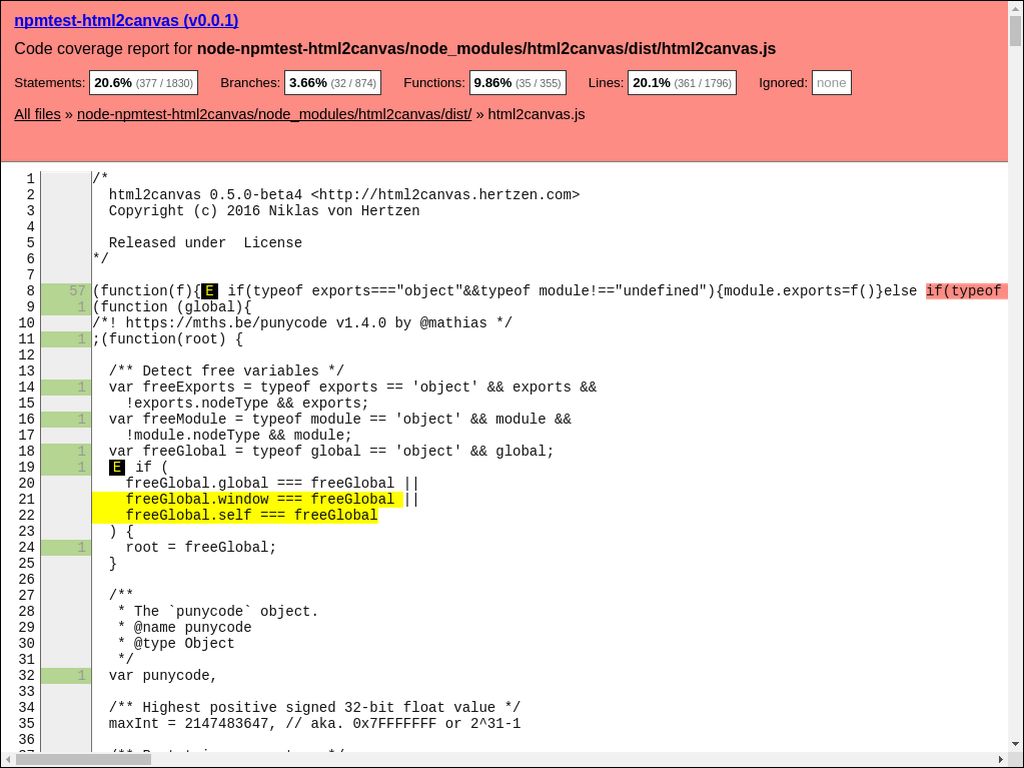 npmtest-html2canvas (v0.0.1)
Code coverage report for node-npmtest-html2canvas/node_modules/html2canvas/dist/html2canvas.js
Statements: 20.6% (377 / 1830) Branches: 3.66% (32 / 874) Functions: 9.86% (35 / 355) Lines: 20.1% (361 / 1796) Ignored: none
All files » node-npmtest-html2canvas/node_modules/html2canvas/dist/ » html2canvas.js
1 /*
2   html2canvas 0.5.0-beta4 <http://html2canvas.hertzen.com>
3   Copyright (c) 2016 Niklas von Hertzen
4
5   Released under  License
6 */
7
8 57 (function(f){E if(typeof exports==="object"&&typeof module!=="undefined"){module.exports=f()}else if(typeof
9 1 (function (global){
10 /*! https://mths.be/punycode v1.4.0 by @mathias */
11 1 ;(function(root) {
12
13   /** Detect free variables */
14 1   var freeExports = typeof exports == 'object' && exports &&
15     !exports.nodeType && exports;
16 1   var freeModule = typeof module == 'object' && module &&
17     !module.nodeType && module;
18 1   var freeGlobal = typeof global == 'object' && global;
19 1   E if (
20     freeGlobal.global === freeGlobal ||
21     freeGlobal.window === freeGlobal ||
22     freeGlobal.self === freeGlobal
23   ) {
24 1     root = freeGlobal;
25   }
26
27   /**
28    * The `punycode` object.
29    * @name punycode
30    * @type Object
31    */
32 1   var punycode,
33
34   /** Highest positive signed 32-bit float value */
35   maxInt = 2147483647, // aka. 0x7FFFFFFF or 2^31-1
36